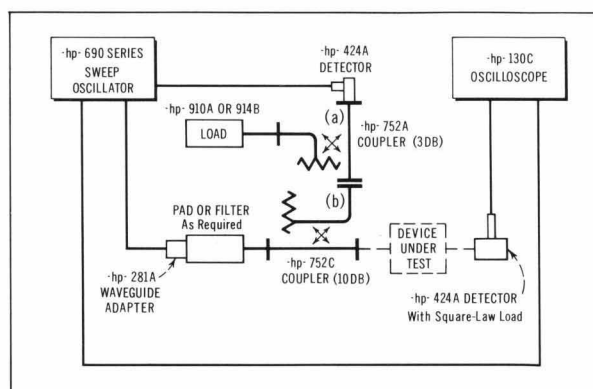 -hp- 690 SERIES
SWEEP
OSCILLATOR
-hp- 424A
DETECTOR
-hp- 130C
OSCILLOSCOPE
-hp- 910A OR 914B
LOAD
(a)
-hp- 752A
COUPLER (3DB)
(b)
PAD OR FILTER
As Required
-hp- 281A
WAVEGUIDE
ADAPTER
-hp- 752C
COUPLER (10DB)
DEVICE
UNDER
TEST
-hp- 424A DETECTOR
With Square-Law Load